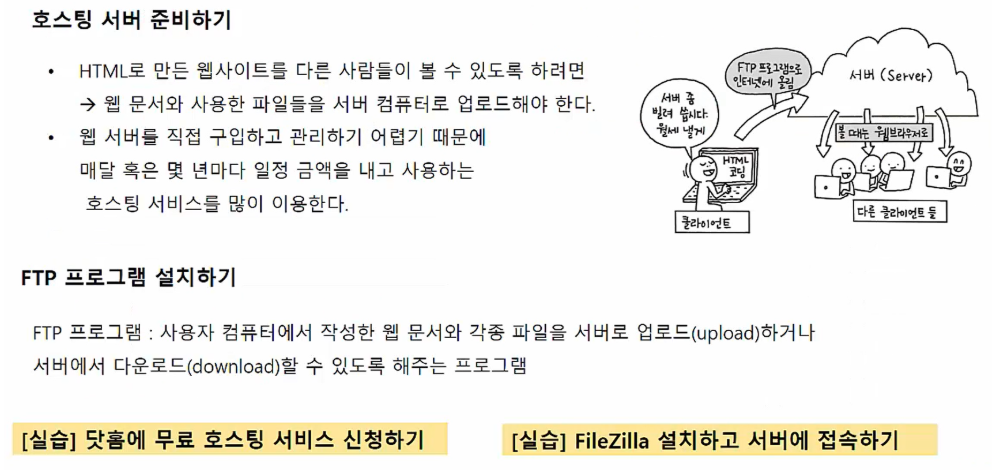 호스팅 서버 준비하기
• HTML로 만든 웹사이트를 다른 사람들이 볼 수 있도록 하려면
→ 웹 문서와 사용한 파일들을 서버 컴퓨터로 업로드해야 한다.
• 웹 서버를 직접 구입하고 관리하기 어렵기 때문에
매달 혹은 몇 년마다 일정 금액을 내고 사용하는
호스팅 서비스를 많이 이용한다.
서버 (Server)
FTP 프로그램으로
인터넷에 올림
서버 좀
빌려 씁시다.
월세 낼게
볼 때는 웹브라우저로
HTML
코딩
클라이언트
다른 클라이언트 들
FTP 프로그램 설치하기
FTP 프로그램 : 사용자 컴퓨터에서 작성한 웹 문서와 각종 파일을 서버로 업로드(upload)하거나
서버에서 다운로드(download)할 수 있도록 해주는 프로그램
[실습] 닷홈에 무료 호스팅 서비스 신청하기
[실습] FileZilla 설치하고 서버에 접속하기